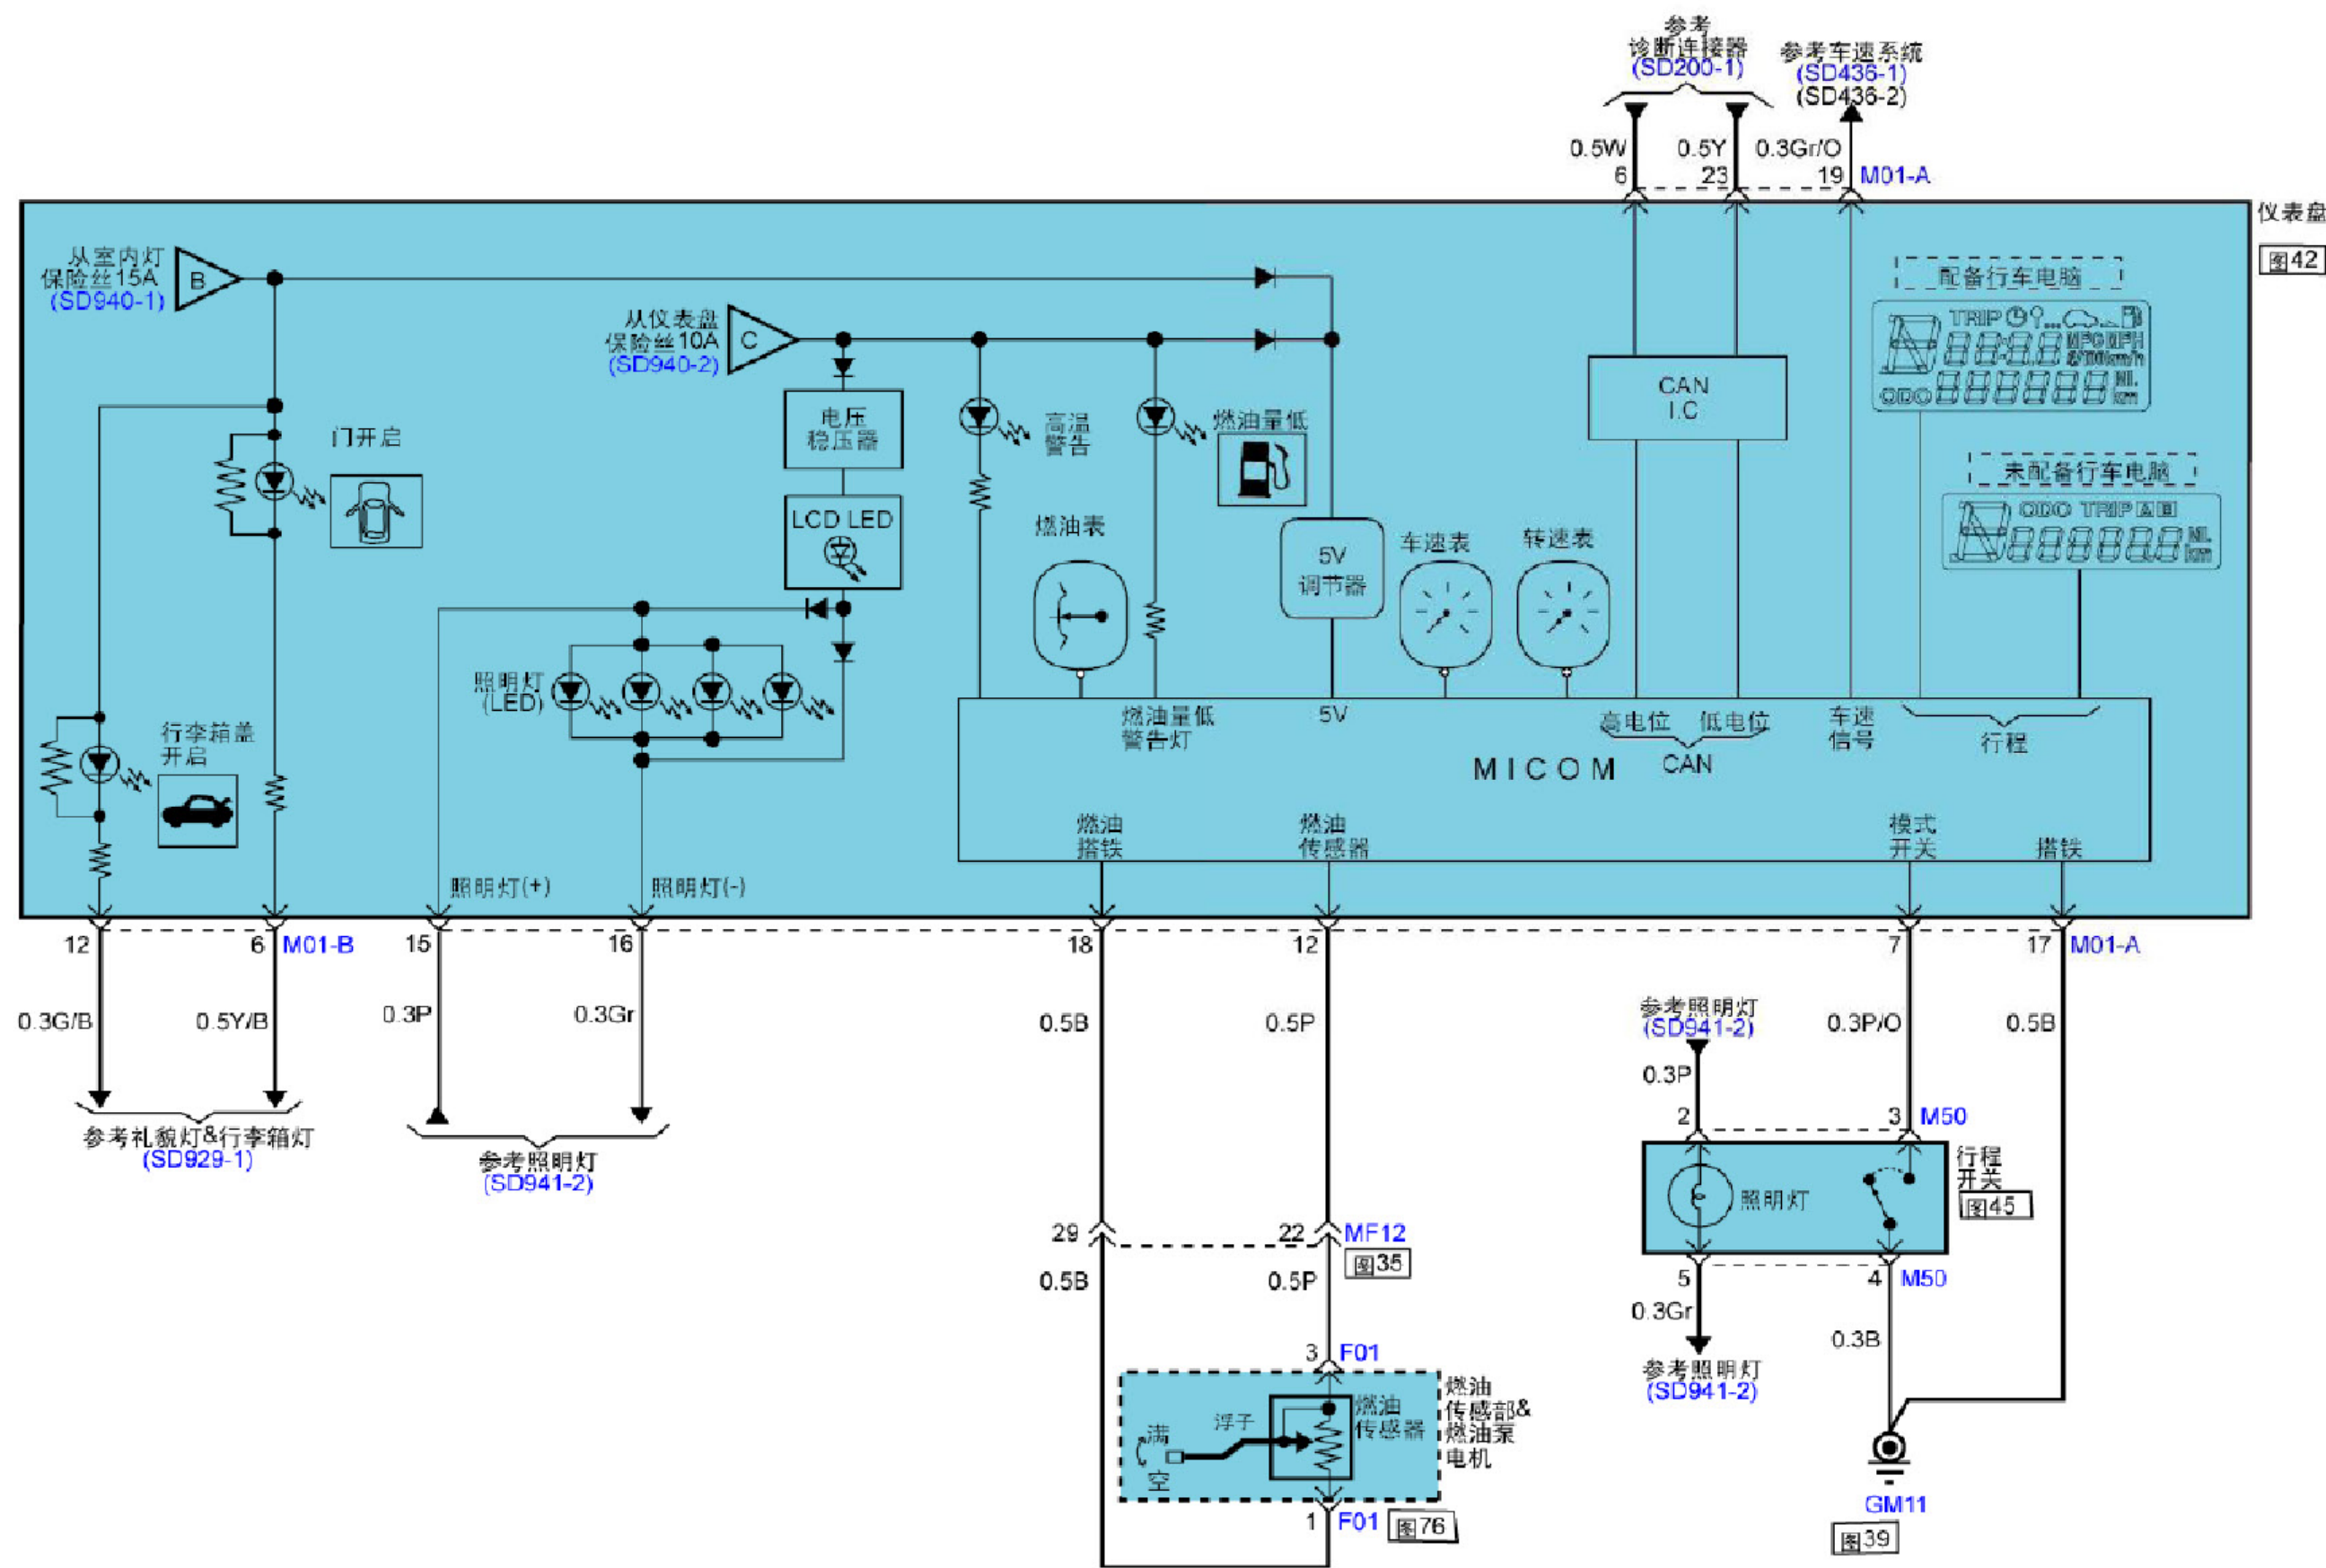 参考
诊断连接器
(SD200-1)
参考车速系统
(SD436-1)
(SD436-2)
0.5W
0.5Y
0.3Gr/O
6
23
19
M01-A
仪表盘
图42
从室内灯
保险丝15A
(SD940-1)
B
从仪表盘
保险丝10A
(SD940-2)
C
配备行车电脑
TRIP
ODO
km
CAN
I.C
电压
稳压器
高温
警告
燃油量低
门开启
未配备行车电脑
ODO TRIP A B
km
LCD LED
燃油表
5V
调节器
车速表
转速表
照明灯
(LED)
行李箱盖
开启
燃油量低
警告灯
5V
高电位
低电位
CAN
车速
信号
行程
MICOM
燃油
搭铁
燃油
传感器
模式
开关
搭铁
照明灯(+)
照明灯(-)
12
6
M01-B
15
16
18
12
7
17
M01-A
0.3G/B
0.5Y/B
0.3P
0.3Gr
0.5B
0.5P
参考照明灯
(SD941-2)
0.3P/O
0.5B
0.3P
参考礼貌灯&行李箱灯
(SD929-1)
参考照明灯
(SD941-2)
2
3
M50
行程
开关
图45
照明灯
29
22
MF12
图35
0.5B
0.5P
5
4
M50
0.3Gr
0.3B
3
F01
参考照明灯
(SD941-2)
满
空
浮子
燃油
传感器
燃油
传感部&
燃油泵
电机
1
F01
图76
GM11
图39